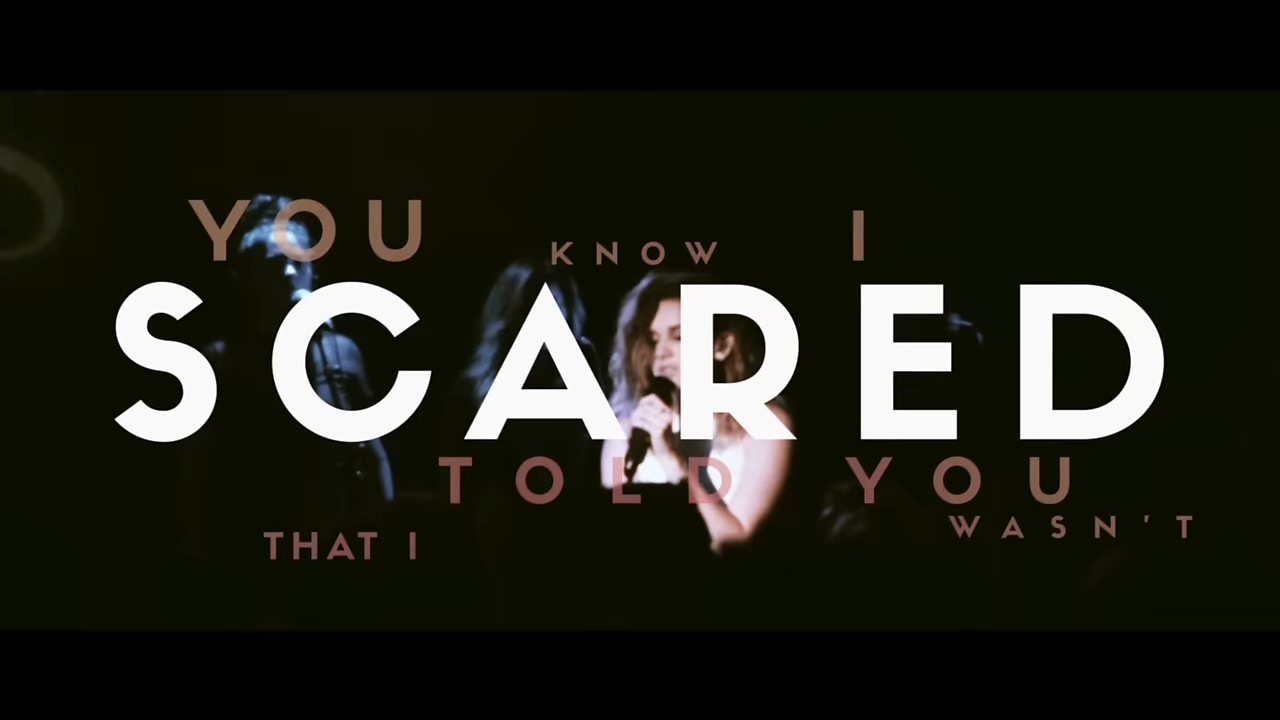 YOU KNOW I
SCARED
TOLD YOU
WASN'T
THAT I